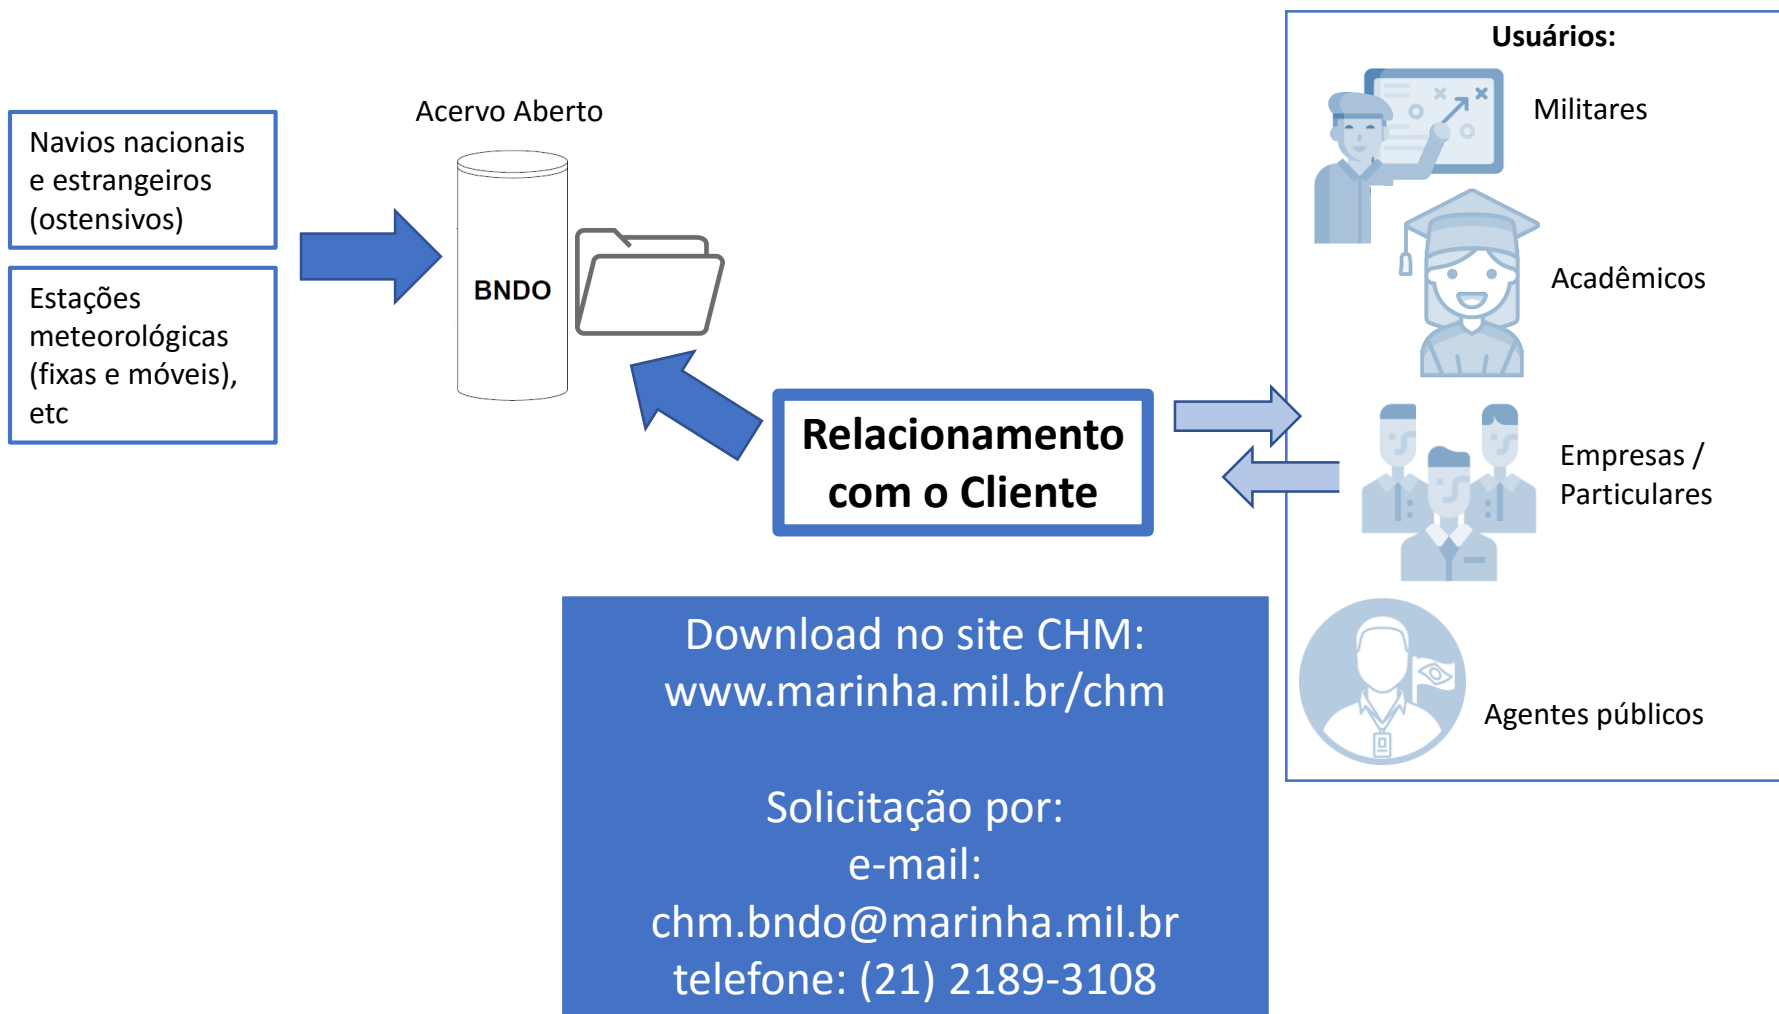 Navios nacionais
e estrangeiros
(ostensivos)
Estações
meteorológicas
(fixas e móveis),
etc
Acervo Aberto
BNDO
Relacionamento
com o Cliente
Usuários:
Militares
Acadêmicos
Empresas /
Particulares
Agentes públicos
Download no site CHM:
www.marinha.mil.br/chm
Solicitação por:
e-mail:
chm.bndo@marinha.mil.br
telefone: (21) 2189-3108